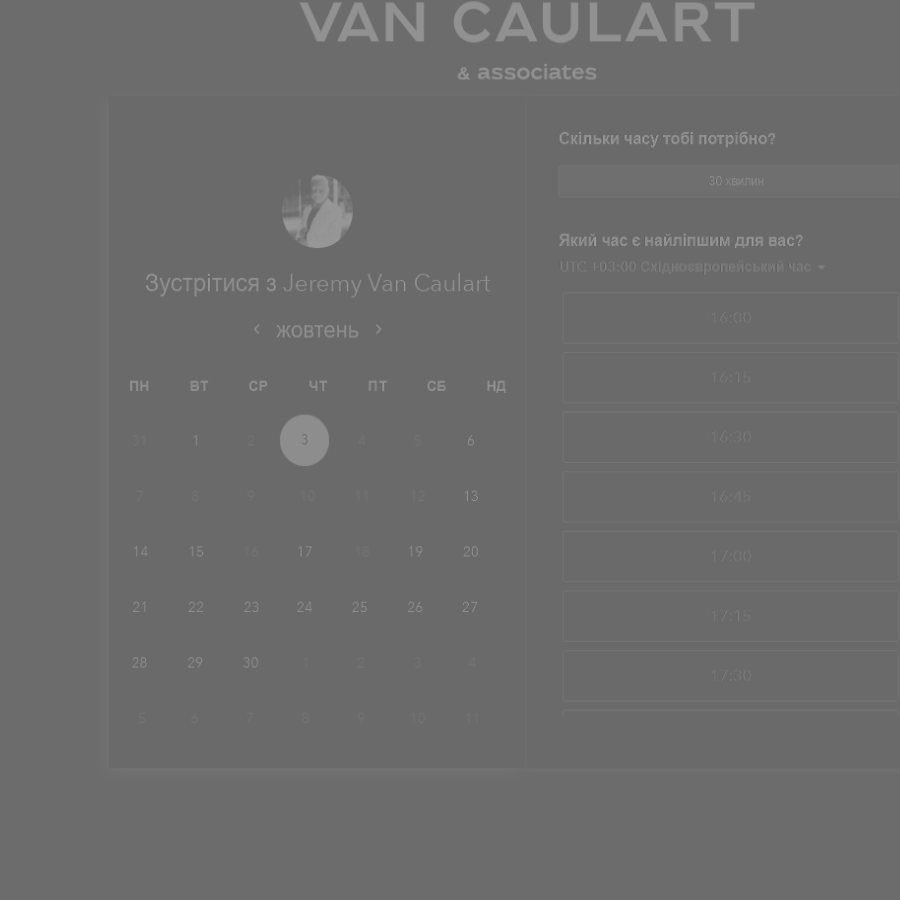 VAN CAULART
& associates
Зустрітися з Jeremy Van Caulart
жовтень
ПН ВТ СР ЧТ ПТ СБ НД
31 1 2 3 4 5 6
7 8 9 10 11 12 13
14 15 16 17 18 19 20
21 22 23 24 25 26 27
28 29 30 1 2 3 4
5 6 7 8 9 10 11
Скільки часу тобі потрібно?
30 хвилин
Який час є найліпшим для вас?
UTC +03:00 Східноєвропейський час
16:00
16:15
16:30
16:45
17:00
17:15
17:30